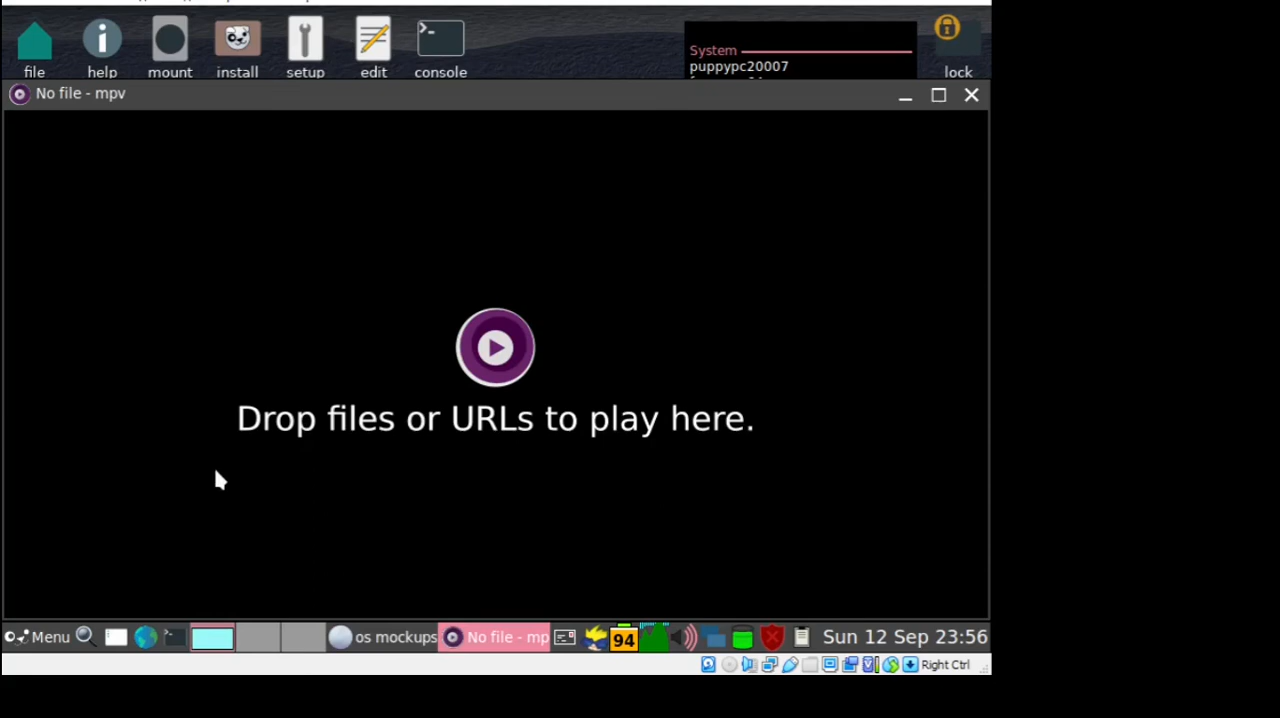 file
help
mount
install
setup
edit
console
System
puppypc20007
lock
No file - mpv
Drop files or URLs to play here.
Menu
os mockups
No file - mp
94
Sun 12 Sep 23:56
Right Ctrl